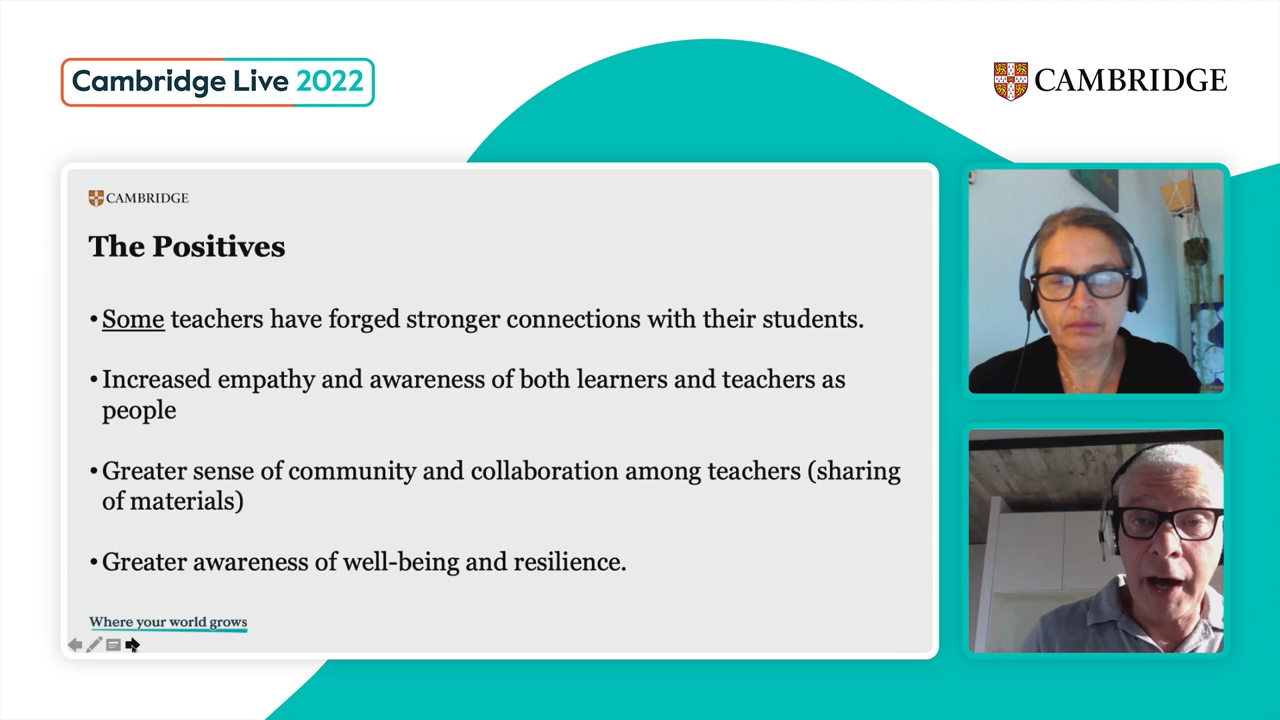 Cambridge Live 2022
CAMBRIDGE
CAMBRIDGE
The Positives
• Some teachers have forged stronger connections with their students.
• Increased empathy and awareness of both learners and teachers as
people
• Greater sense of community and collaboration among teachers (sharing
of materials)
• Greater awareness of well-being and resilience.
Where your world grows